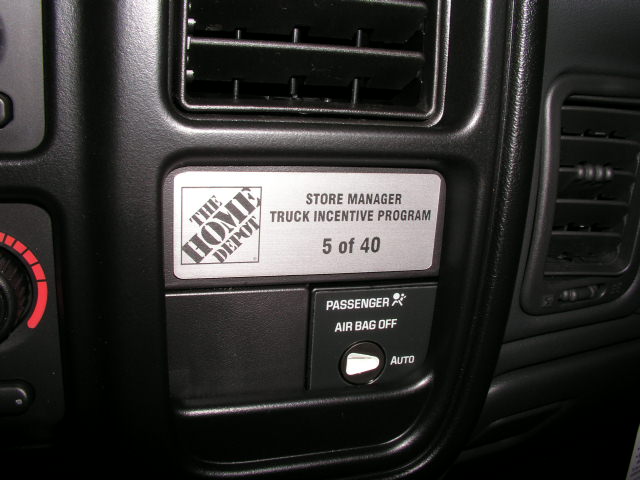 THE
HOME
DEPOT
STORE MANAGER
TRUCK INCENTIVE PROGRAM
5 of 40
PASSENGER
AIR BAG OFF
AUTO